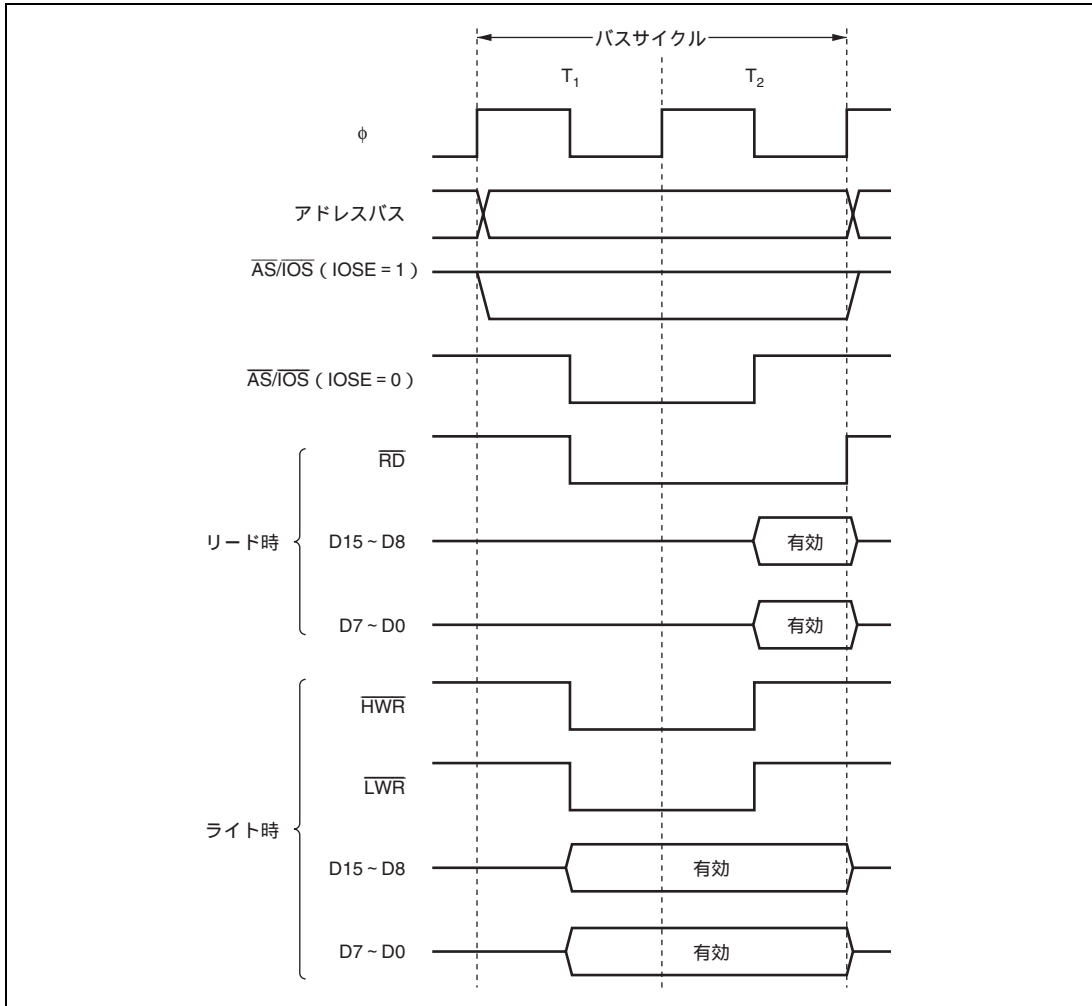 バスサイクル
T1 T2
φ
アドレスバス
AS/IOS ( IOSE = 1 )
AS/IOS ( IOSE = 0 )
RD
リード時 D15 ~ D8 有効
D7 ~ D0 有効
HWR
LWR
ライト時
D15 ~ D8 有効
D7 ~ D0 有効